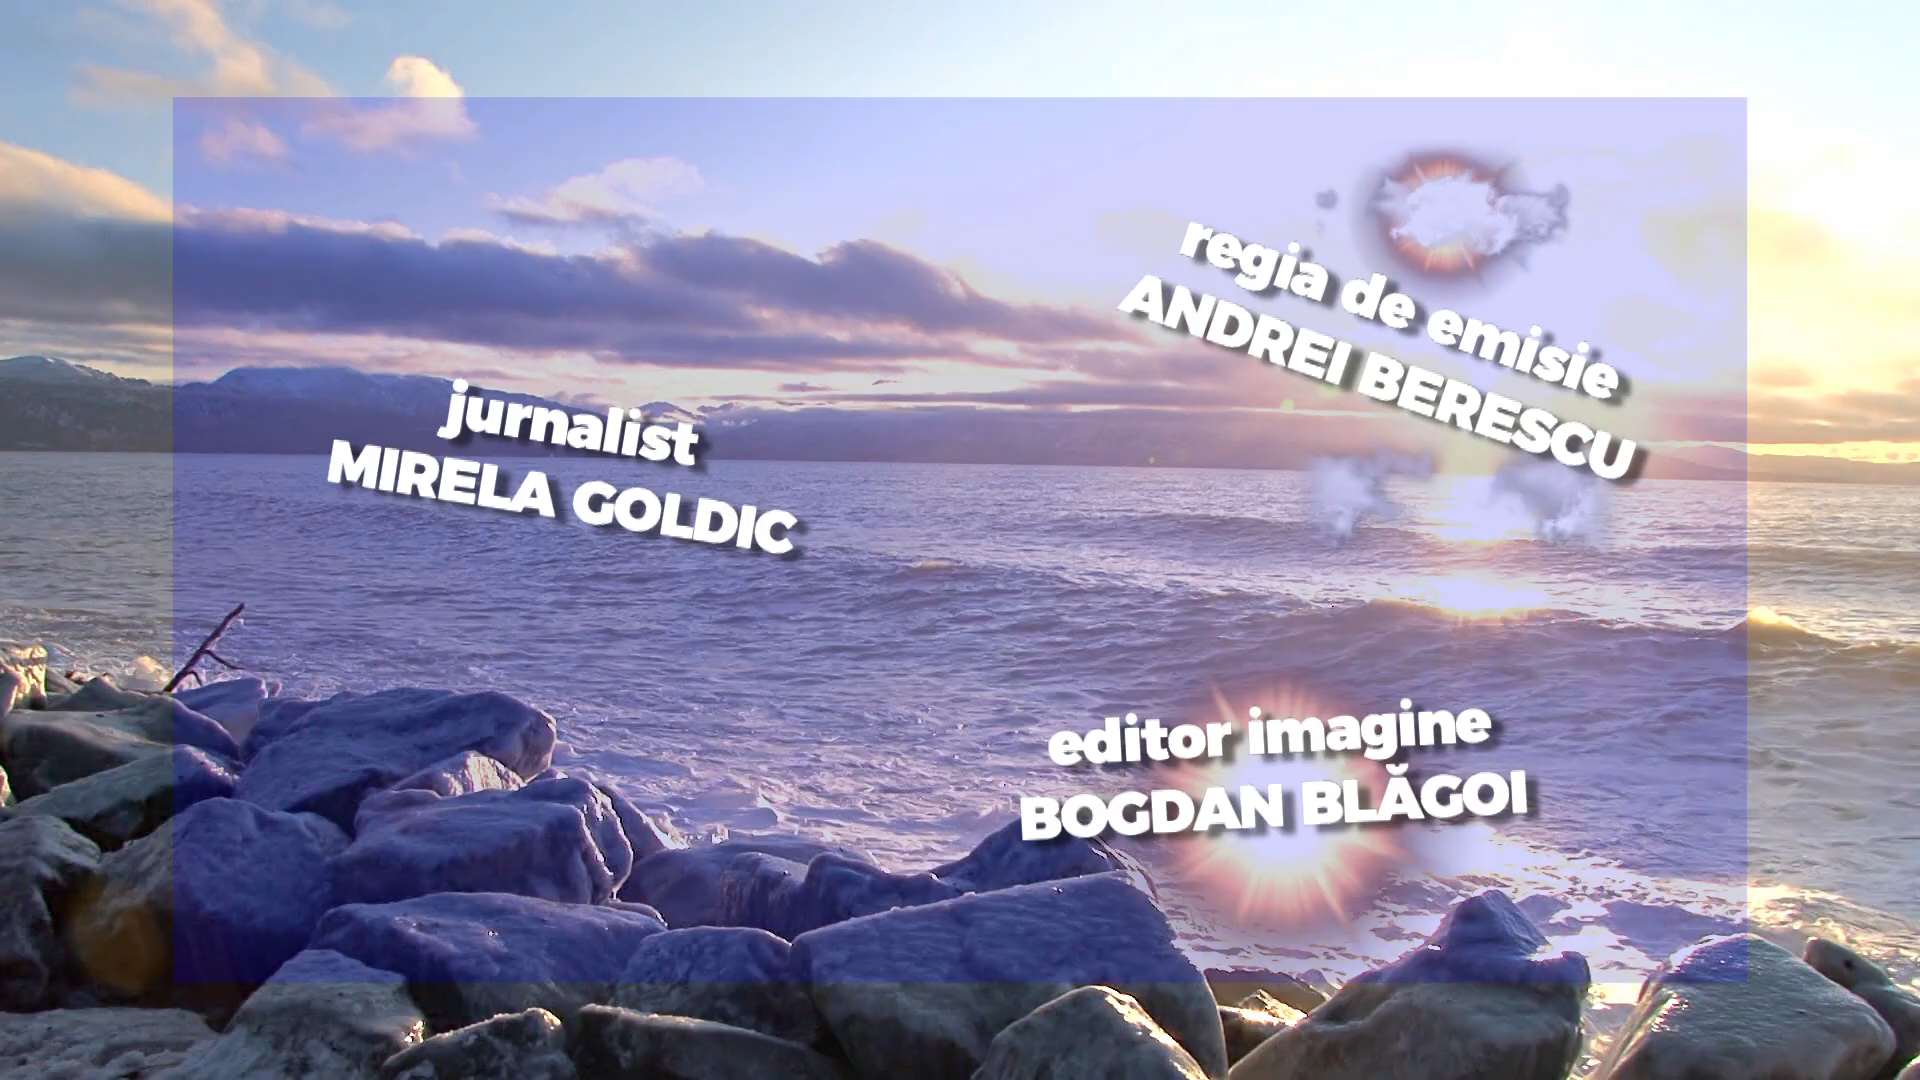 regia de emisie
ANDREI BERESCU
jurnalist
MIRELA GOLDIC
editor imagine
BOGDAN BLĂGOI